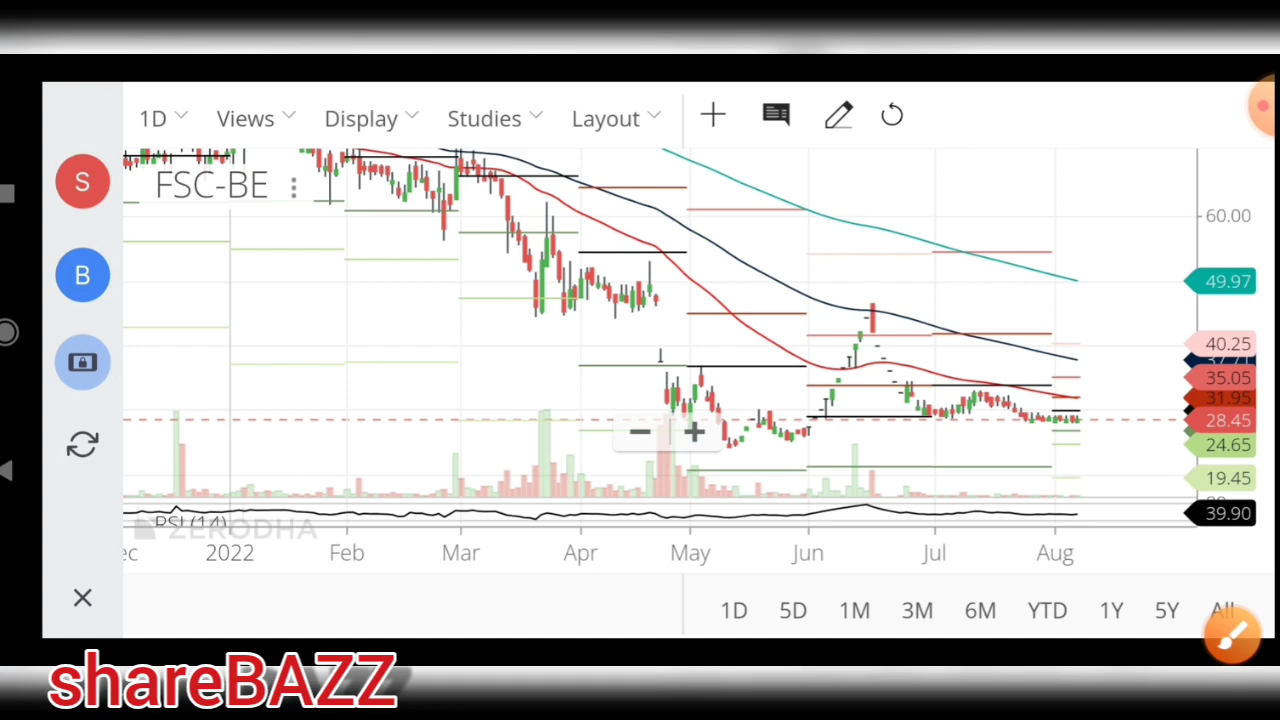 1D Views Display Studies Layout
S
FSC-BE
B
60.00
49.97
40.25
35.05
31.95
28.45
24.65
19.45
RSI (14)
39.90
ZERODHA
2022 Feb Mar Apr May Jun Jul Aug
1D 5D 1M 3M 6M YTD 1Y 5Y All
shareBAZZ